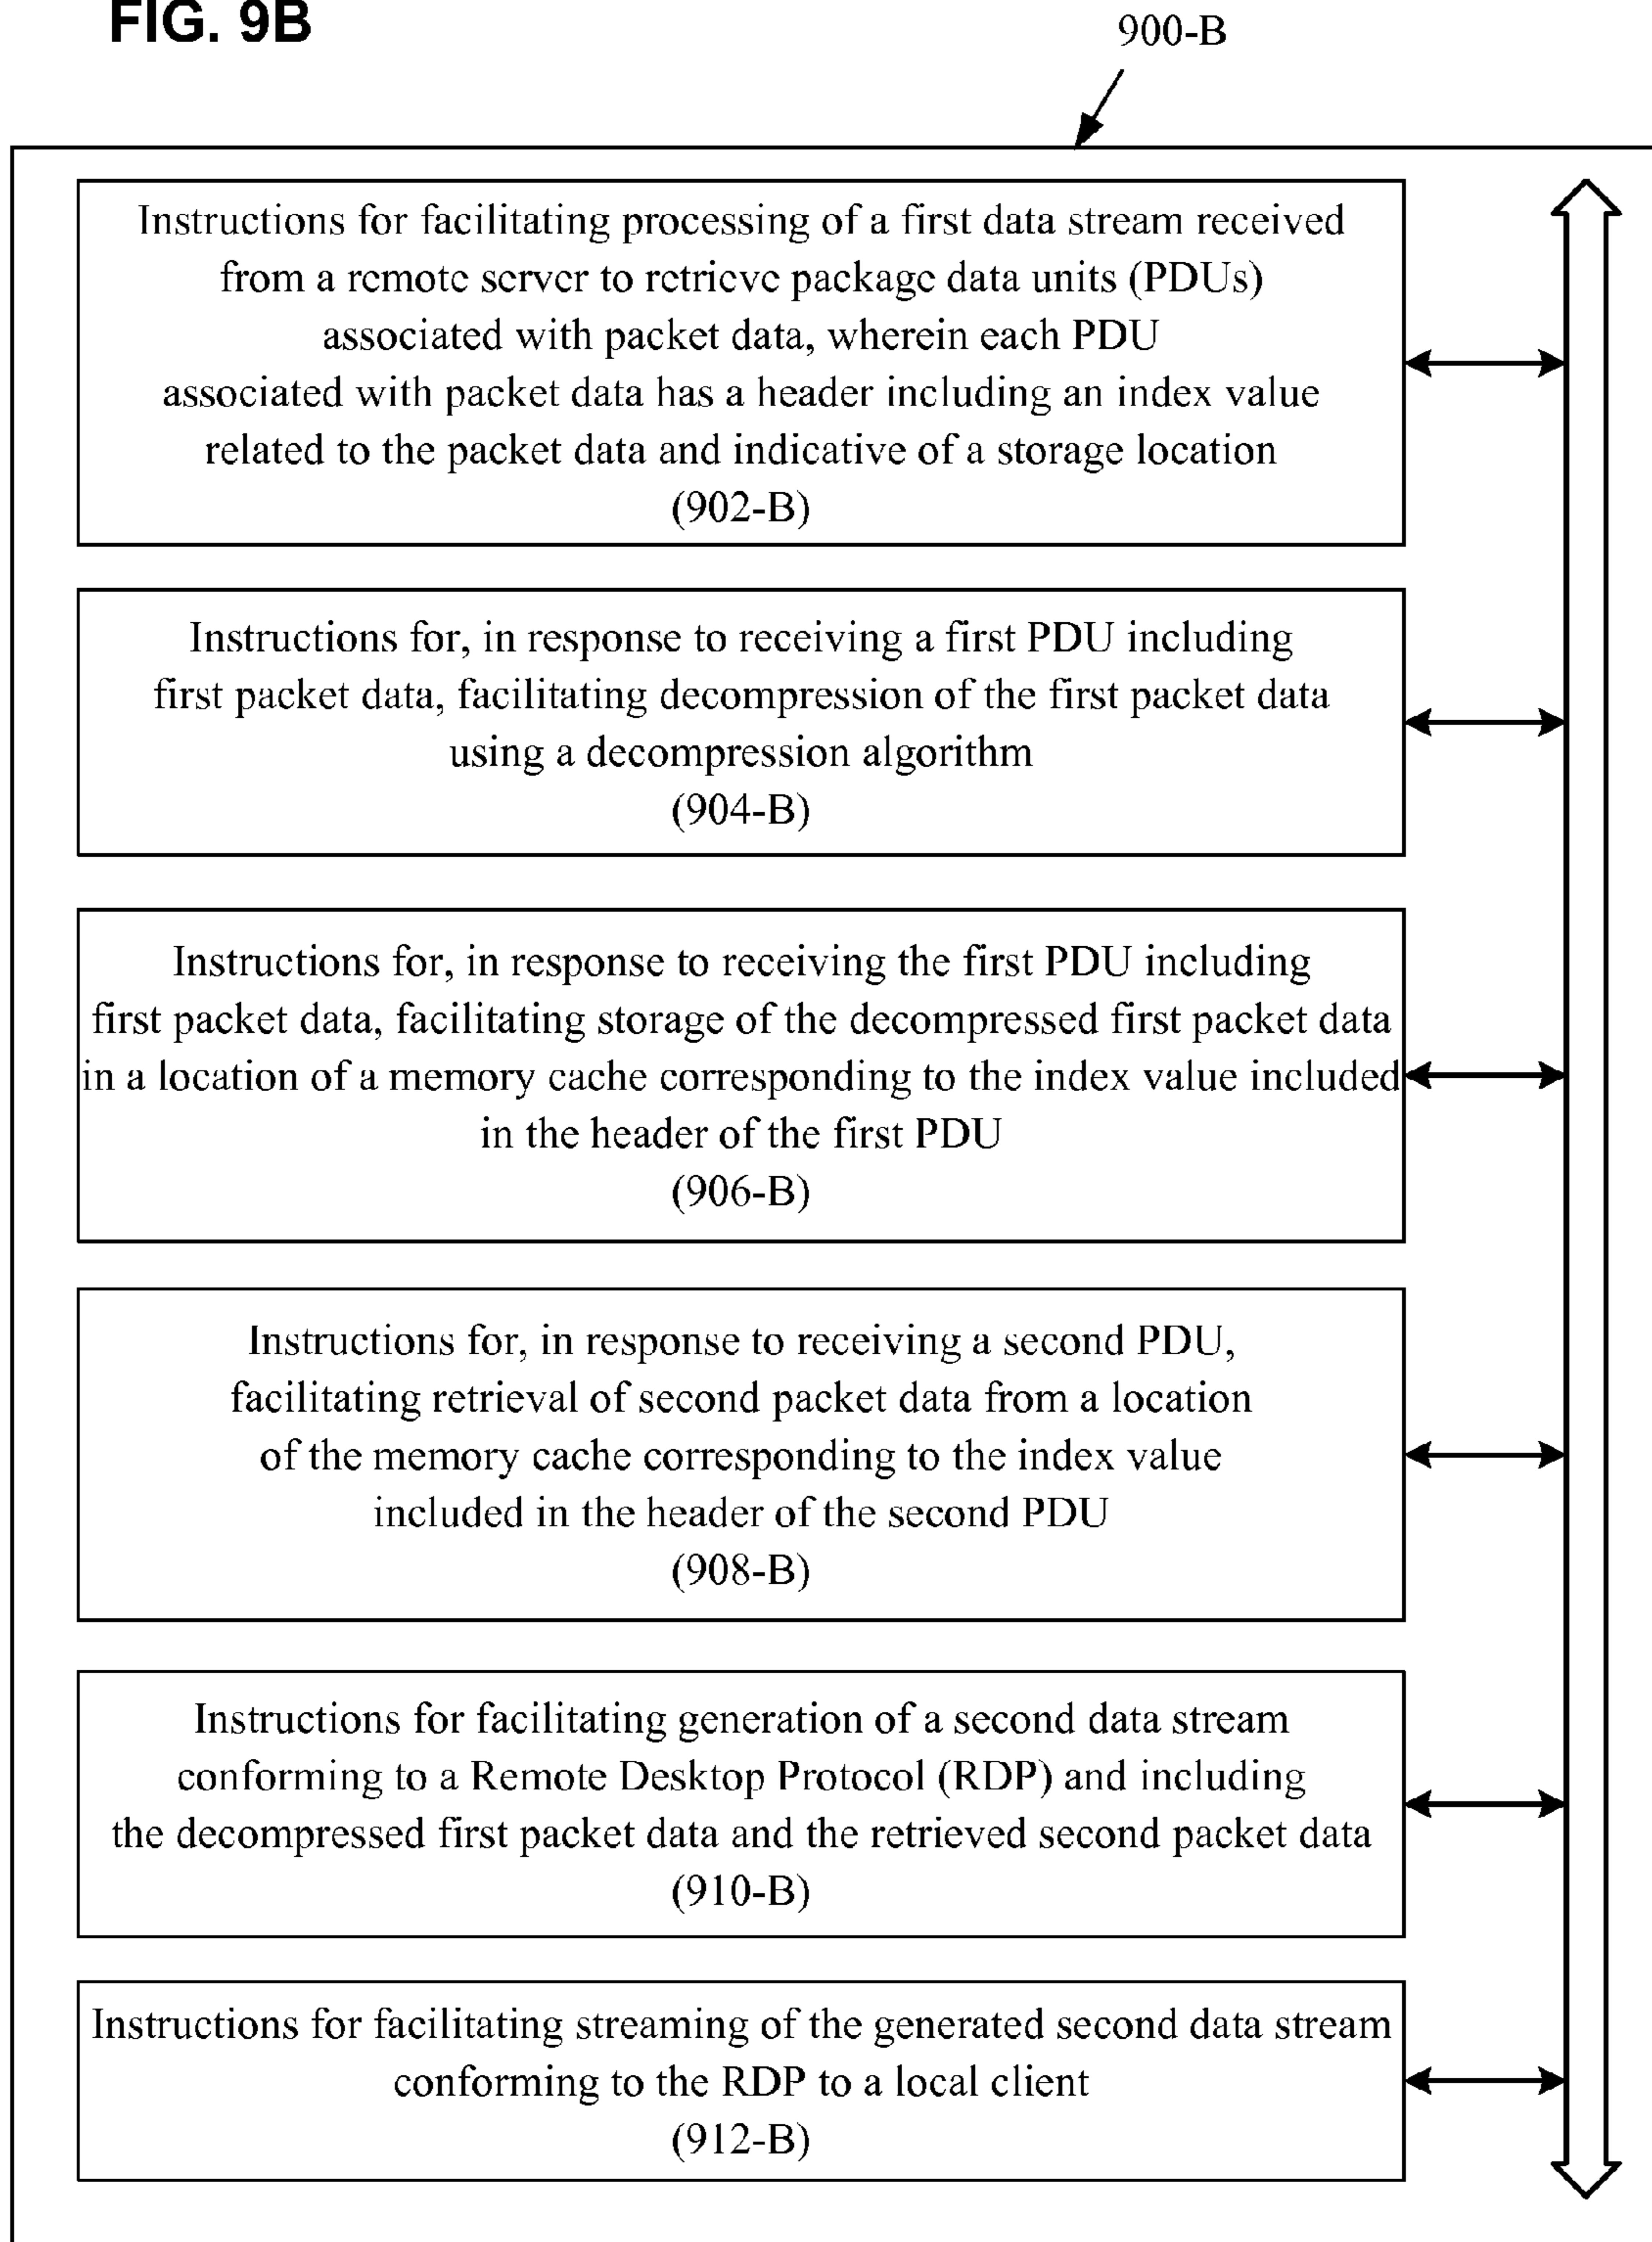 FIG. 9B
900-B
Instructions for facilitating processing of a first data stream received
from a remote server to retrieve package data units (PDUs)
associated with packet data, wherein each PDU
associated with packet data has a header including an index value
related to the packet data and indicative of a storage location
(902-B)
Instructions for, in response to receiving a first PDU including
first packet data, facilitating decompression of the first packet data
using a decompression algorithm
(904-B)
Instructions for, in response to receiving the first PDU including
first packet data, facilitating storage of the decompressed first packet data
in a location of a memory cache corresponding to the index value included
in the header of the first PDU
(906-B)
Instructions for, in response to receiving a second PDU,
facilitating retrieval of second packet data from a location
of the memory cache corresponding to the index value
included in the header of the second PDU
(908-B)
Instructions for facilitating generation of a second data stream
conforming to a Remote Desktop Protocol (RDP) and including
the decompressed first packet data and the retrieved second packet data
(910-B)
Instructions for facilitating streaming of the generated second data stream
conforming to the RDP to a local client
(912-B)